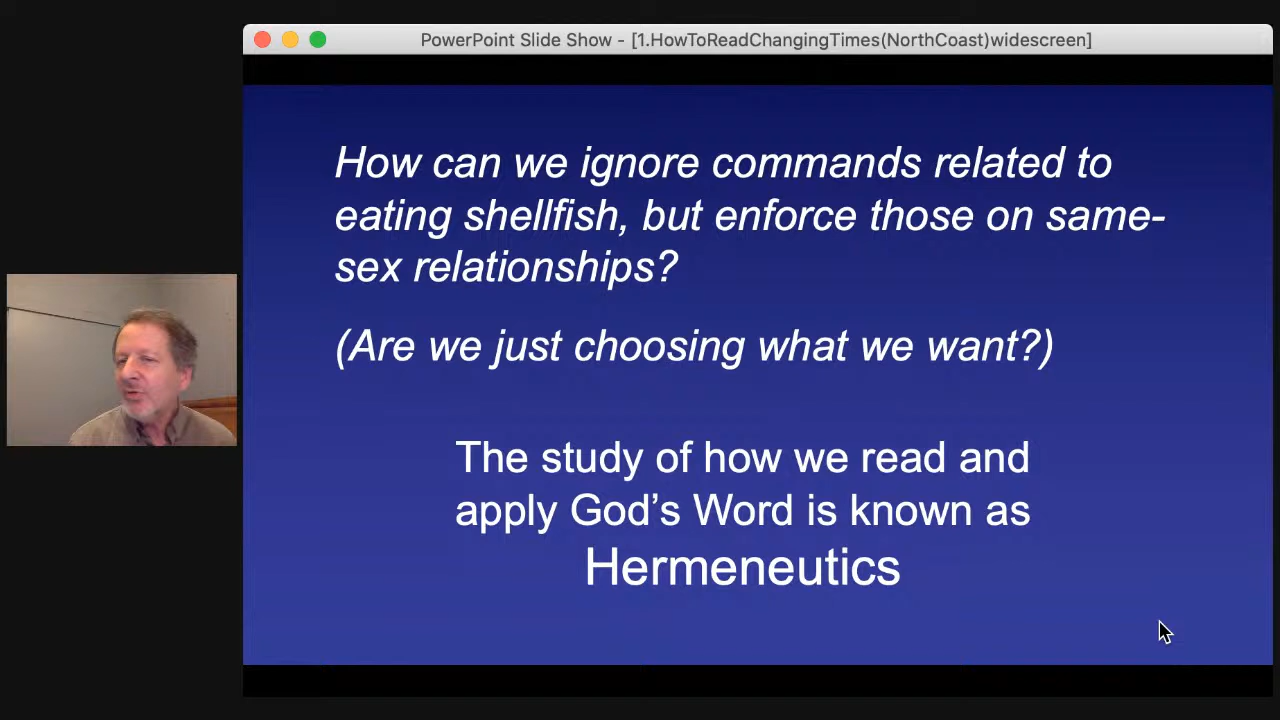 PowerPoint Slide Show - [1.HowToReadChangingTimes(NorthCoast)widescreen]
How can we ignore commands related to
eating shellfish, but enforce those on same-
sex relationships?
(Are we just choosing what we want?)
The study of how we read and
apply God’s Word is known as
Hermeneutics